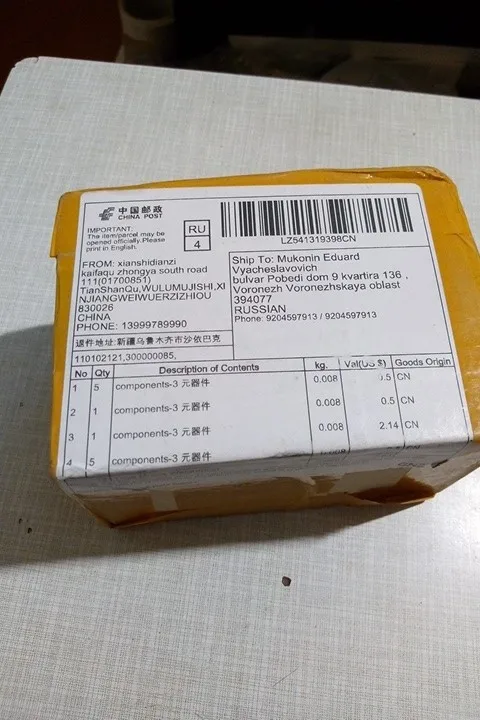 中国邮政
CHINA POST
IMPORTANT:
The item/parcel may be
opened officially.Please
print in English.
RU
4
LZ541319398CN
FROM: xianshidianzi
kaifaqu zhongya south road
111(01700851)
TianShanQu,WULUMUJISHI,XI
NJIANGWEIWUERZIZHIOU
830026
CHINA
PHONE: 13999789990
Ship To: Mukonin Eduard
Vyacheslavovich
bulvar Pobedi dom 9 kvartira 136 ,
Voronezh Voronezhskaya oblast
394077
RUSSIAN
Phone: 9204597913 / 9204597913
退件地址:新疆乌鲁木齐市沙依巴克
110102121,300000085,
No Qty Description of Contents kg. Val(US $) Goods Origin
1 5 components-3 元器件 0.008 .5 CN
2 1 components-3 元器件 0.008 0.5 CN
3 1 components-3 元器件 0.008 2.14 CN
4 5 components-3 元器件